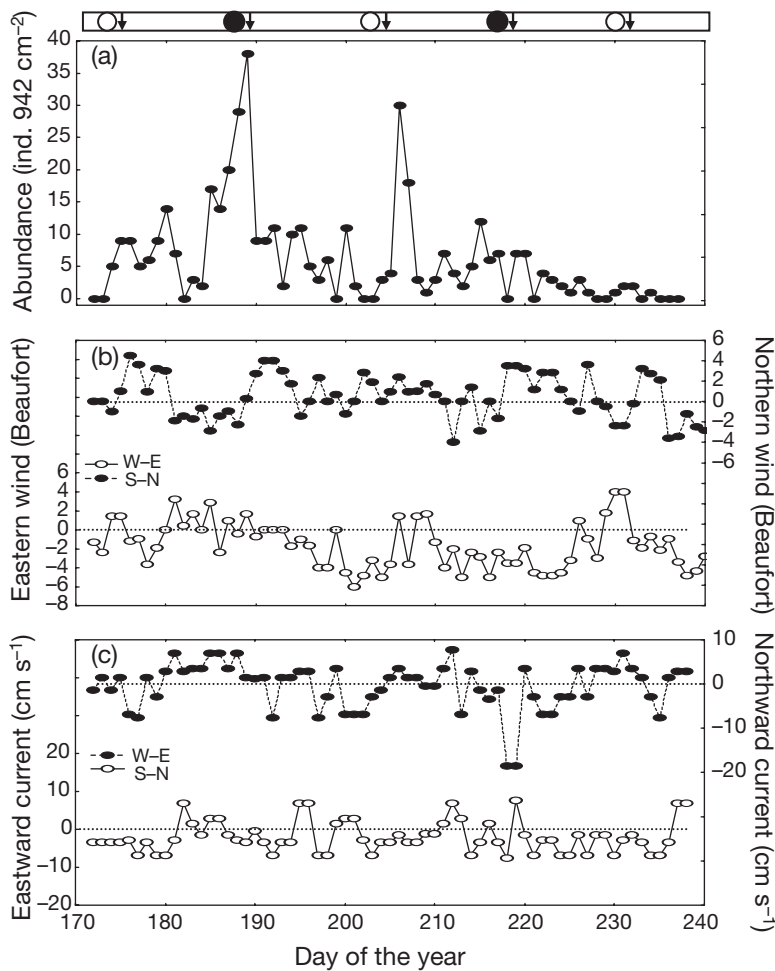 (a)
Abundance (ind. 942 cm⁻²)
40
35
30
25
20
15
10
5
0
(b)
Eastern wind (Beaufort)
6
4
2
0
−2
−4
−6
−8
W–E
S–N
6
4
2
0
−2
−4
−6
Northern wind (Beaufort)
(c)
Eastward current (cm s⁻¹)
20
10
0
−10
−20
W–E
S–N
10
0
−10
−20
Northward current (cm s⁻¹)
170 180 190 200 210 220 230 240
Day of the year